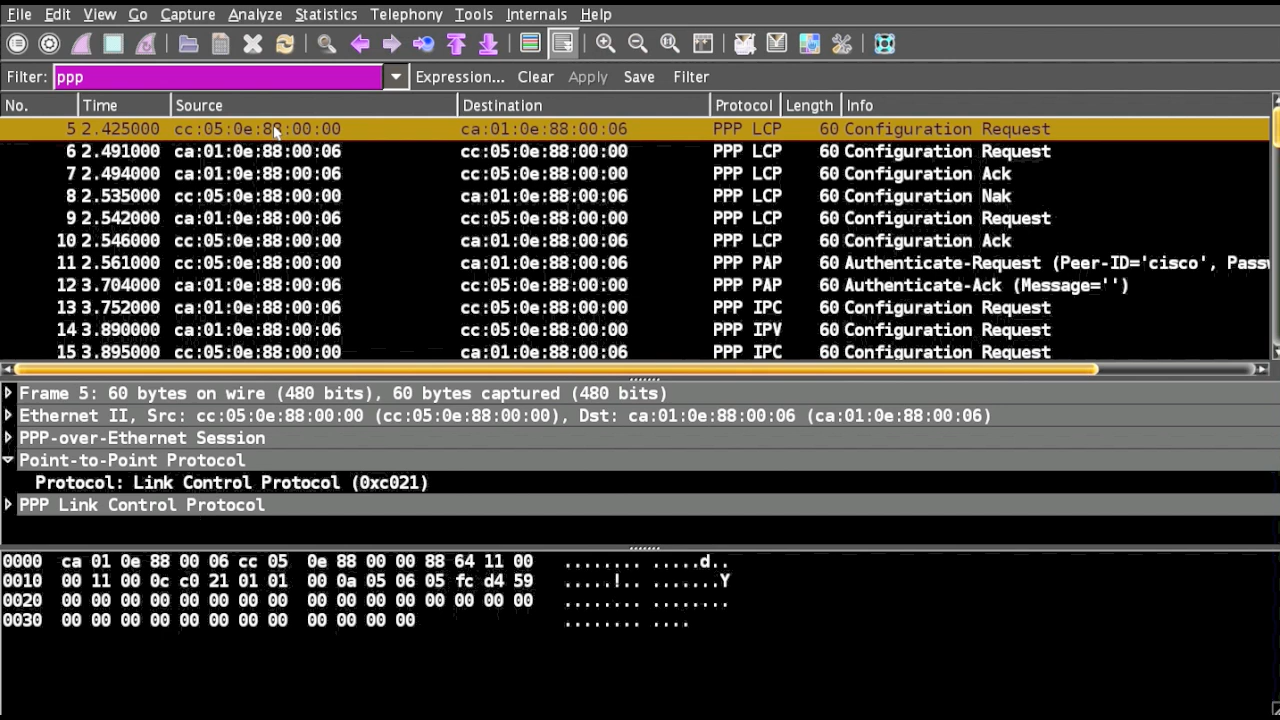 File Edit View Go Capture Analyze Statistics Telephony Tools Internals Help
Filter: ppp Expression... Clear Apply Save Filter
No. Time Source Destination Protocol Length Info
5 2.425000 cc:05:0e:88:00:00 ca:01:0e:88:00:06 PPP LCP 60 Configuration Request
6 2.491000 ca:01:0e:88:00:06 cc:05:0e:88:00:00 PPP LCP 60 Configuration Request
7 2.494000 ca:01:0e:88:00:06 cc:05:0e:88:00:00 PPP LCP 60 Configuration Ack
8 2.535000 cc:05:0e:88:00:00 ca:01:0e:88:00:06 PPP LCP 60 Configuration Nak
9 2.542000 ca:01:0e:88:00:06 cc:05:0e:88:00:00 PPP LCP 60 Configuration Request
10 2.546000 cc:05:0e:88:00:00 ca:01:0e:88:00:06 PPP LCP 60 Configuration Ack
11 2.561000 ca:01:0e:88:00:06 cc:05:0e:88:00:00 PPP PAP 60 Authenticate-Request (Peer-ID='cisco', Passw
12 3.704000 cc:05:0e:88:00:00 ca:01:0e:88:00:06 PPP PAP 60 Authenticate-Ack (Message='')
13 3.752000 ca:01:0e:88:00:06 cc:05:0e:88:00:00 PPP IPC 60 Configuration Request
14 3.890000 ca:01:0e:88:00:06 cc:05:0e:88:00:00 PPP IPV 60 Configuration Request
15 3.895000 cc:05:0e:88:00:00 ca:01:0e:88:00:06 PPP IPC 60 Configuration Request
Frame 5: 60 bytes on wire (480 bits), 60 bytes captured (480 bits)
Ethernet II, Src: cc:05:0e:88:00:00 (cc:05:0e:88:00:00), Dst: ca:01:0e:88:00:06 (ca:01:0e:88:00:06)
PPP-over-Ethernet Session
Point-to-Point Protocol
Protocol: Link Control Protocol (0xc021)
PPP Link Control Protocol
0000 ca 01 0e 88 00 06 cc 05 0e 88 00 00 88 64 11 00 ........ .....d..
0010 00 11 00 0c c0 21 01 01 00 0a 05 06 05 fc d4 59 .....!.. .......Y
0020 00 00 00 00 00 00 00 00 00 00 00 00 00 00 00 00 ........ ........
0030 00 00 00 00 00 00 00 00 00 00 00 00 ........ ....